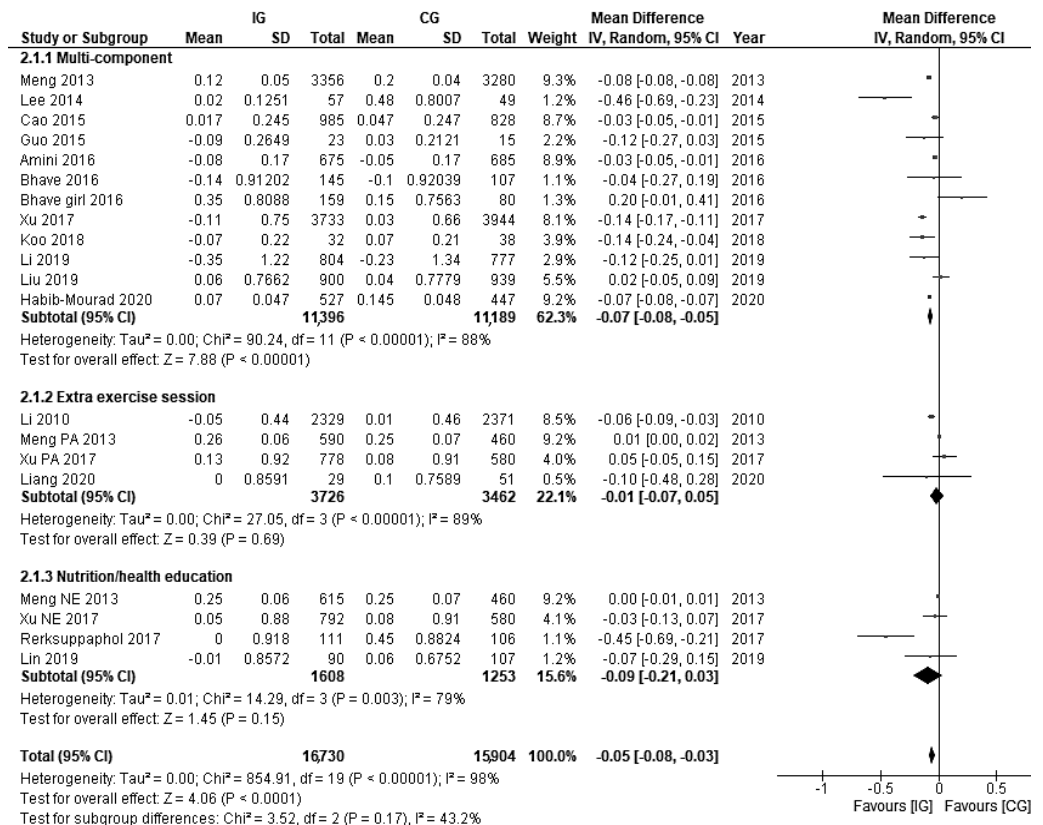 IG CG Mean Difference Mean Difference
Study or Subgroup Mean SD Total Mean SD Total Weight IV, Random, 95% CI Year IV, Random, 95% CI
2.1.1 Multi-component
Meng 2013 0.12 0.05 3356 0.2 0.04 3280 9.3% -0.08 [-0.08, -0.08] 2013
Lee 2014 0.02 0.1251 57 0.48 0.8007 49 1.2% -0.46 [-0.69, -0.23] 2014
Cao 2015 0.017 0.245 985 0.047 0.247 828 8.7% -0.03 [-0.05, -0.01] 2015
Guo 2015 -0.09 0.2649 23 0.03 0.2121 15 2.2% -0.12 [-0.27, 0.03] 2015
Amini 2016 -0.08 0.17 675 -0.05 0.17 685 8.9% -0.03 [-0.05, -0.01] 2016
Bhave 2016 -0.14 0.91202 145 -0.1 0.92039 107 1.1% -0.04 [-0.27, 0.19] 2016
Bhave girl 2016 0.35 0.8088 159 0.15 0.7563 80 1.3% 0.20 [-0.01, 0.41] 2016
Xu 2017 -0.11 0.75 3733 0.03 0.66 3944 8.1% -0.14 [-0.17, -0.11] 2017
Koo 2018 -0.07 0.22 32 0.07 0.21 38 4.1% -0.14 [-0.24, -0.04] 2018
Li 2019 -0.35 1.22 804 -0.23 1.34 777 2.9% -0.12 [-0.25, 0.01] 2019
Liu 2019 0.06 0.7662 900 0.04 0.7779 939 5.5% 0.02 [-0.05, 0.09] 2019
Habib-Mourad 2020 0.07 0.047 527 0.145 0.048 447 9.2% -0.07 [-0.08, -0.07] 2020
Subtotal (95% CI) 11,396 11,189 62.3% -0.07 [-0.08, -0.05]
Heterogeneity: Tau² = 0.00; Chi² = 90.24, df = 11 (P < 0.00001); I² = 88%
Test for overall effect: Z = 7.88 (P < 0.00001)
2.1.2 Extra exercise session
Li 2010 -0.05 0.44 2329 0.01 0.46 2371 8.5% -0.06 [-0.09, -0.03] 2010
Meng PA 2013 0.26 0.06 590 0.25 0.07 460 9.2% 0.01 [0.00, 0.02] 2013
Xu PA 2017 0.13 0.92 778 0.08 0.91 580 4.0% 0.05 [-0.05, 0.15] 2017
Liang 2020 0 0.8591 29 0.1 0.7589 51 0.5% -0.10 [-0.48, 0.28] 2020
Subtotal (95% CI) 3726 3462 22.1% -0.01 [-0.07, 0.05]
Heterogeneity: Tau² = 0.00; Chi² = 27.05, df = 3 (P < 0.00001); I² = 89%
Test for overall effect: Z = 0.39 (P = 0.69)
2.1.3 Nutrition/health education
Meng NE 2013 0.25 0.06 615 0.25 0.07 460 9.2% 0.00 [-0.01, 0.01] 2013
Xu NE 2017 0.05 0.88 792 0.08 0.91 580 4.1% -0.03 [-0.13, 0.07] 2017
Rerksuppaphol 2017 0 0.918 111 0.45 0.8824 106 1.1% -0.45 [-0.69, -0.21] 2017
Lin 2019 -0.01 0.8572 90 0.06 0.6752 107 1.2% -0.07 [-0.29, 0.15] 2019
Subtotal (95% CI) 1608 1253 15.6% -0.09 [-0.21, 0.03]
Heterogeneity: Tau² = 0.01; Chi² = 14.29, df = 3 (P = 0.003); I² = 79%
Test for overall effect: Z = 1.45 (P = 0.15)
Total (95% CI) 16,730 15,904 100.0% -0.05 [-0.08, -0.03]
Heterogeneity: Tau² = 0.00; Chi² = 854.91, df = 19 (P < 0.00001); I² = 98%
Test for overall effect: Z = 4.06 (P < 0.0001)
Test for subgroup differences: Chi² = 3.52, df = 2 (P = 0.17), I² = 43.2%
-1 -0.5 0 0.5
Favours [IG] Favours [CG]